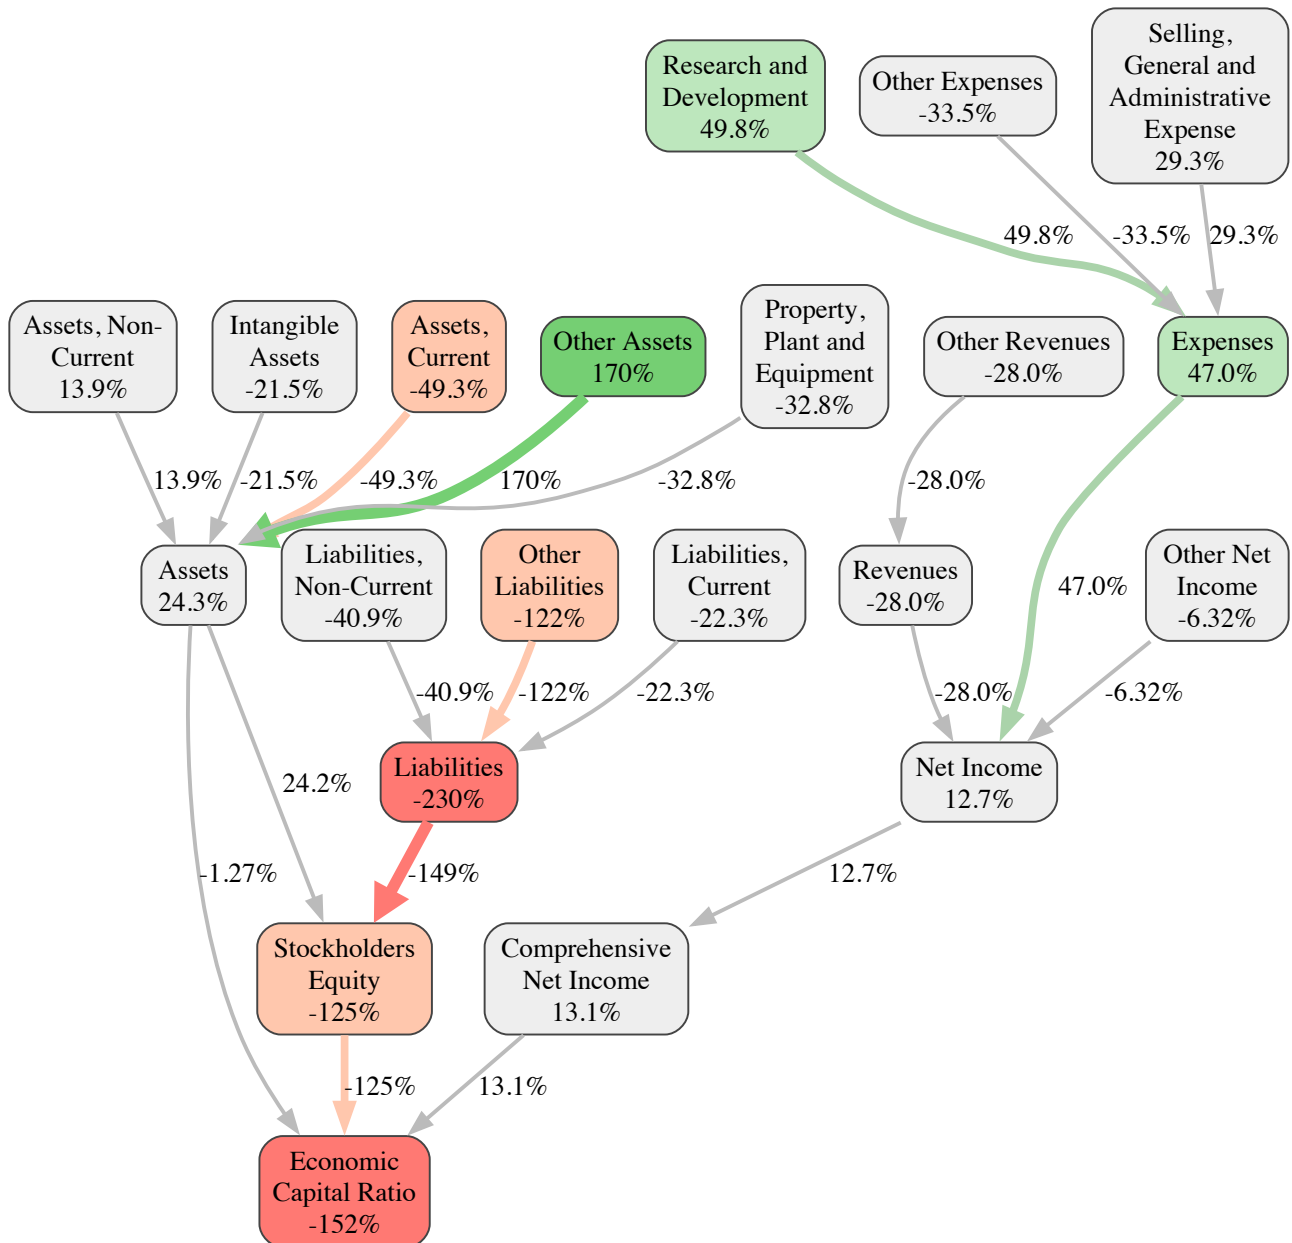 Selling,
General and
Administrative
Expense
29.3%
Research and
Development
49.8%
Other Expenses
-33.5%
49.8%
-33.5%
29.3%
Assets, Non-
Current
13.9%
Intangible
Assets
-21.5%
Assets,
Current
-49.3%
Other Assets
170%
Property,
Plant and
Equipment
-32.8%
Other Revenues
-28.0%
Expenses
47.0%
13.9%
-21.5%
-49.3%
170%
-32.8%
-28.0%
Assets
24.3%
Liabilities,
Non-Current
-40.9%
Other
Liabilities
-122%
Liabilities,
Current
-22.3%
Revenues
-28.0%
47.0%
Other Net
Income
-6.32%
-40.9%
-122%
-22.3%
-28.0%
-6.32%
24.2%
Liabilities
-230%
Net Income
12.7%
-1.27%
-149%
12.7%
Stockholders
Equity
-125%
Comprehensive
Net Income
13.1%
-125%
13.1%
Economic
Capital Ratio
-152%